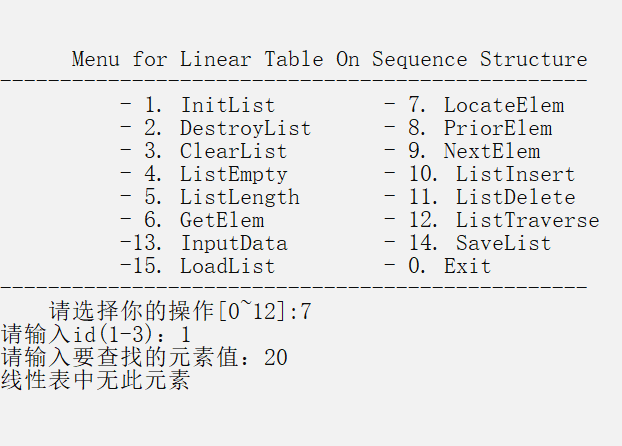 Menu for Linear Table On Sequence Structure
-------------------------------------------------
- 1. InitList - 7. LocateElem
- 2. DestroyList - 8. PriorElem
- 3. ClearList - 9. NextElem
- 4. ListEmpty - 10. ListInsert
- 5. ListLength - 11. ListDelete
- 6. GetElem - 12. ListTraverse
-13. InputData - 14. SaveList
-15. LoadList - 0. Exit
-------------------------------------------------
请选择你的操作[0~12]:7
请输入id(1-3): 1
请输入要查找的元素值: 20
线性表中无此元素